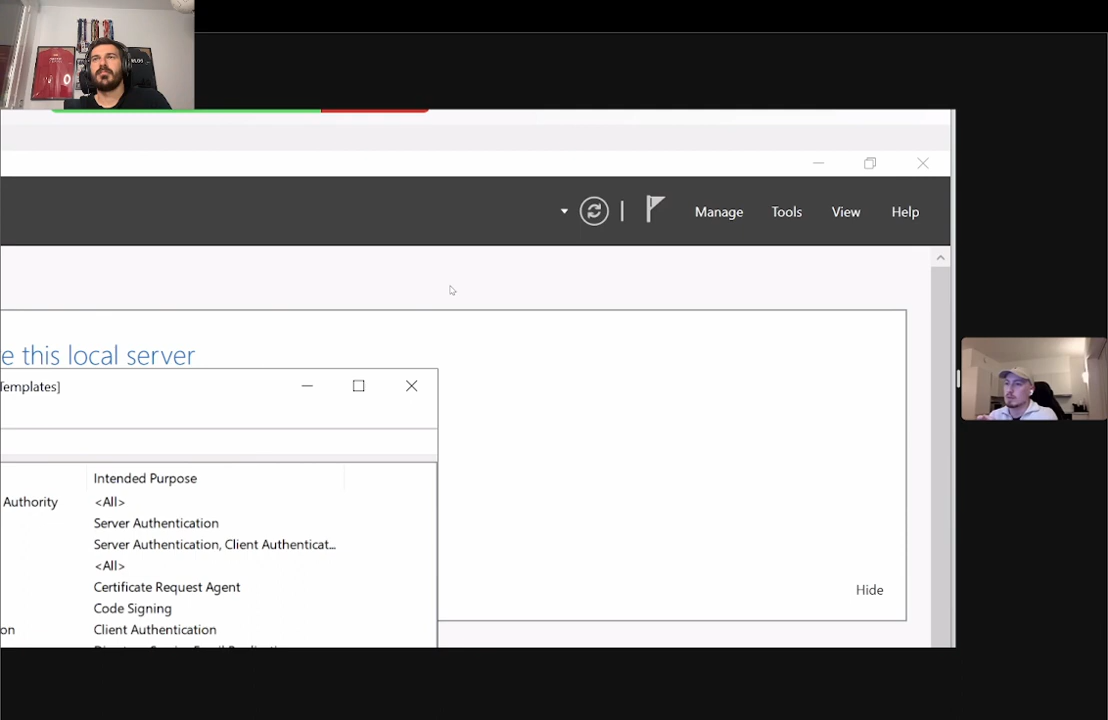 Manage Tools View Help
e this local server
Templates]
Intended Purpose
Authority <All>
Server Authentication
Server Authentication, Client Authenticat...
<All>
Certificate Request Agent
Code Signing
on Client Authentication
Hide